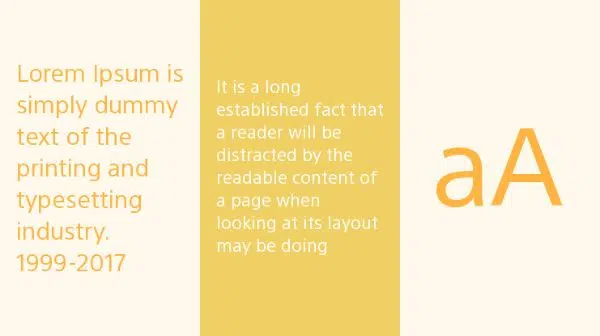 Lorem Ipsum is
simply dummy
text of the
printing and
typesetting
industry.
1999-2017
It is a long
established fact that
a reader will be
distracted by the
readable content of
a page when
looking at its layout
may be doing
aA